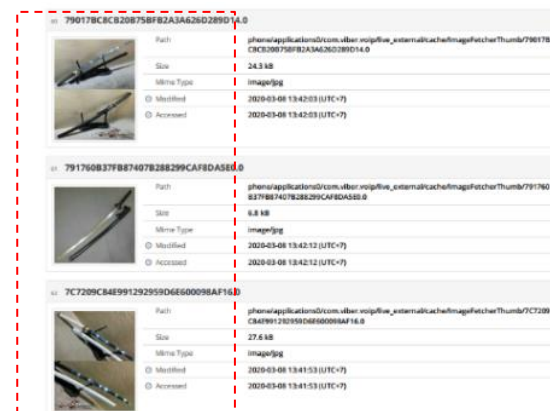 79017BC8CB20B75BFB2A3A626D289D14.0
Path phone/applications0/com.viber.voip/live_external/cache/ImageFetcherThumb/79017B
C8CB20B75BFB2A3A626D289D14.0
Size 24.3 kB
Mime Type image/jpg
Modified 2020-03-08 13:42:03 (UTC+7)
Accessed 2020-03-08 13:42:03 (UTC+7)
791760B37FB87407B288299CAF8DA5E0.0
Path phone/applications0/com.viber.voip/live_external/cache/ImageFetcherThumb/791760
B37FB87407B288299CAF8DA5E0.0
Size 6.8 kB
Mime Type image/jpg
Modified 2020-03-08 13:42:12 (UTC+7)
Accessed 2020-03-08 13:42:12 (UTC+7)
7C7209C84E991292959D6E600098AF16.0
Path phone/applications0/com.viber.voip/live_external/cache/ImageFetcherThumb/7C7209
C84E991292959D6E600098AF16.0
Size 27.6 kB
Mime Type image/jpg
Modified 2020-03-08 13:41:53 (UTC+7)
Accessed 2020-03-08 13:41:53 (UTC+7)